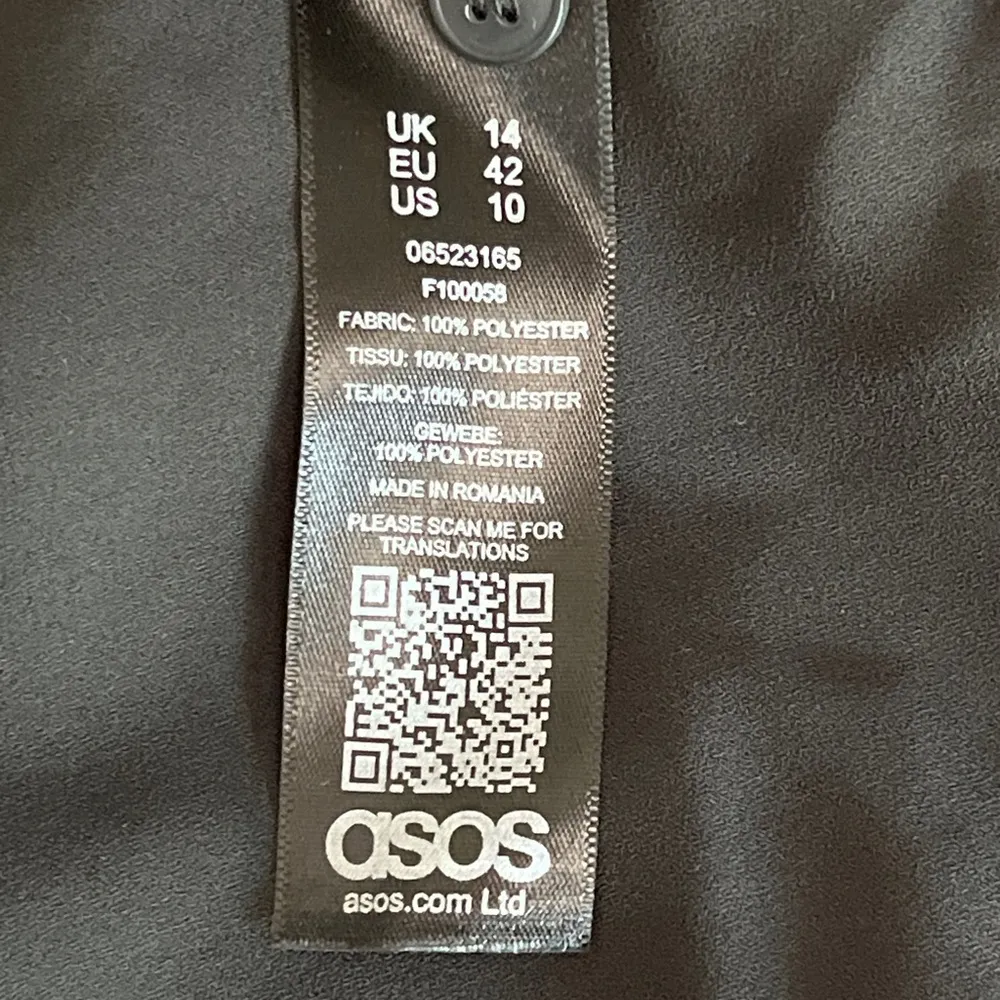 UK 14
EU 42
US 10
06523165
F100058
FABRIC: 100% POLYESTER
TISSU: 100% POLYESTER
TEJIDO: 100% POLIÉSTER
GEWEBE:
100% POLYESTER
MADE IN ROMANIA
PLEASE SCAN ME FOR
TRANSLATIONS
asos
asos.com Ltd